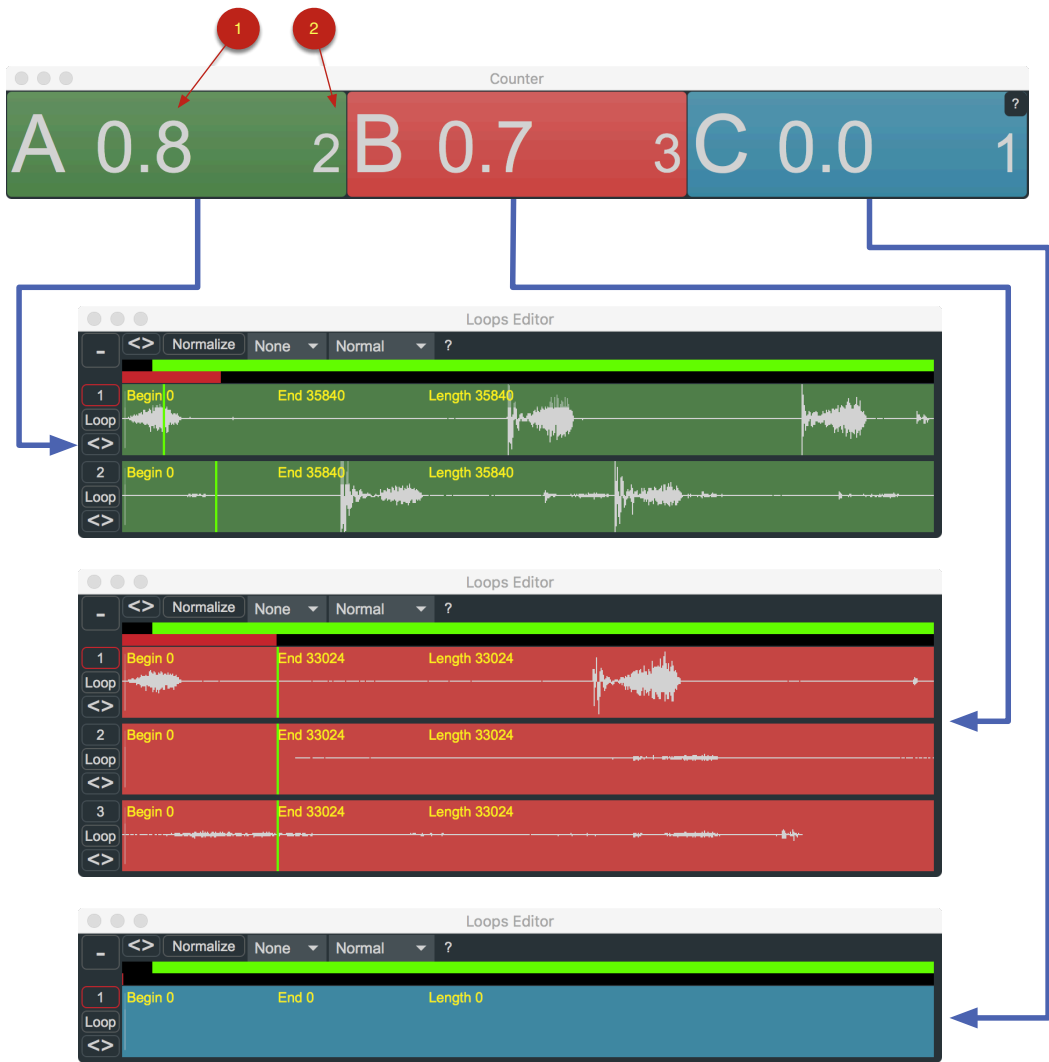 1 2
Counter
A 0.8 2 B 0.7 3 C 0.0 1 ?
Loops Editor
- <> Normalize None Normal ?
1 Begin 0 End 35840 Length 35840
Loop
<>
2 Begin 0 End 35840 Length 35840
Loop
<>
Loops Editor
- <> Normalize None Normal ?
1 Begin 0 End 33024 Length 33024
Loop
<>
2 Begin 0 End 33024 Length 33024
Loop
<>
3 Begin 0 End 33024 Length 33024
Loop
<>
Loops Editor
- <> Normalize None Normal ?
1 Begin 0 End 0 Length 0
Loop
<>